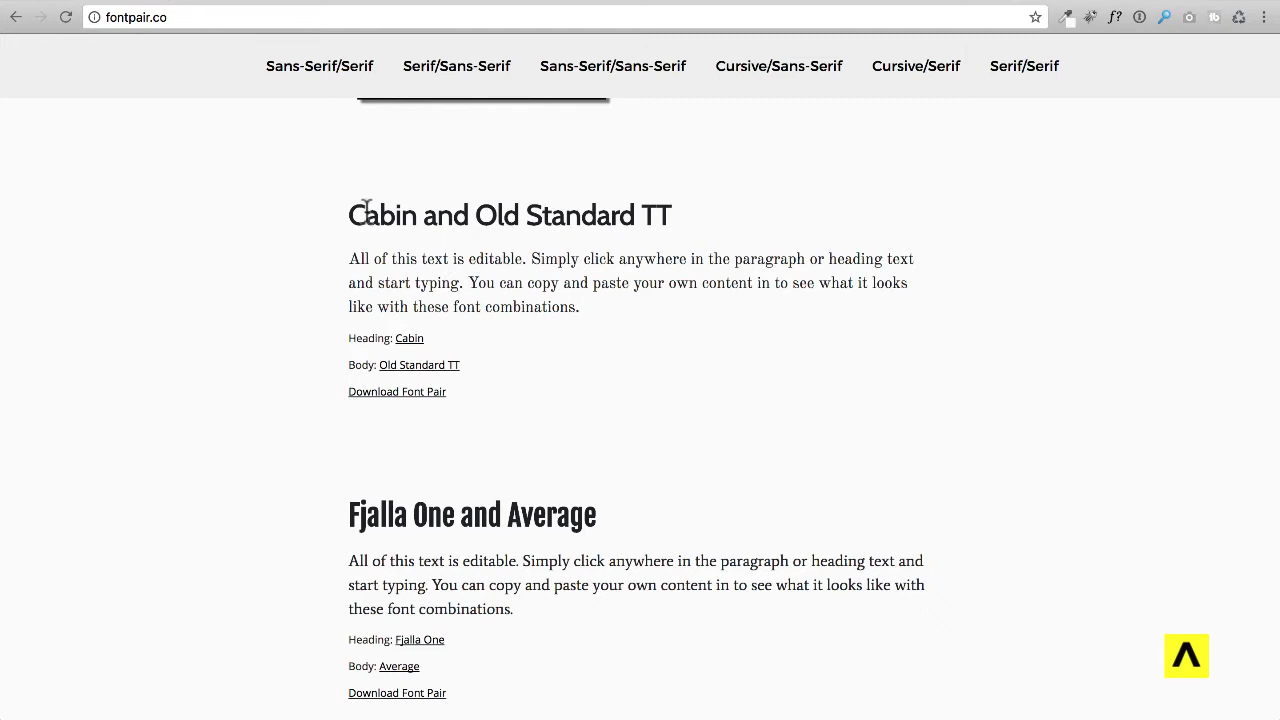 fontpair.co
Sans-Serif/Serif Serif/Sans-Serif Sans-Serif/Sans-Serif Cursive/Sans-Serif Cursive/Serif Serif/Serif
Cabin and Old Standard TT
All of this text is editable. Simply click anywhere in the paragraph or heading text
and start typing. You can copy and paste your own content in to see what it looks
like with these font combinations.
Heading: Cabin
Body: Old Standard TT
Download Font Pair
Fjalla One and Average
All of this text is editable. Simply click anywhere in the paragraph or heading text and
start typing. You can copy and paste your own content in to see what it looks like with
these font combinations.
Heading: Fjalla One
Body: Average
Download Font Pair